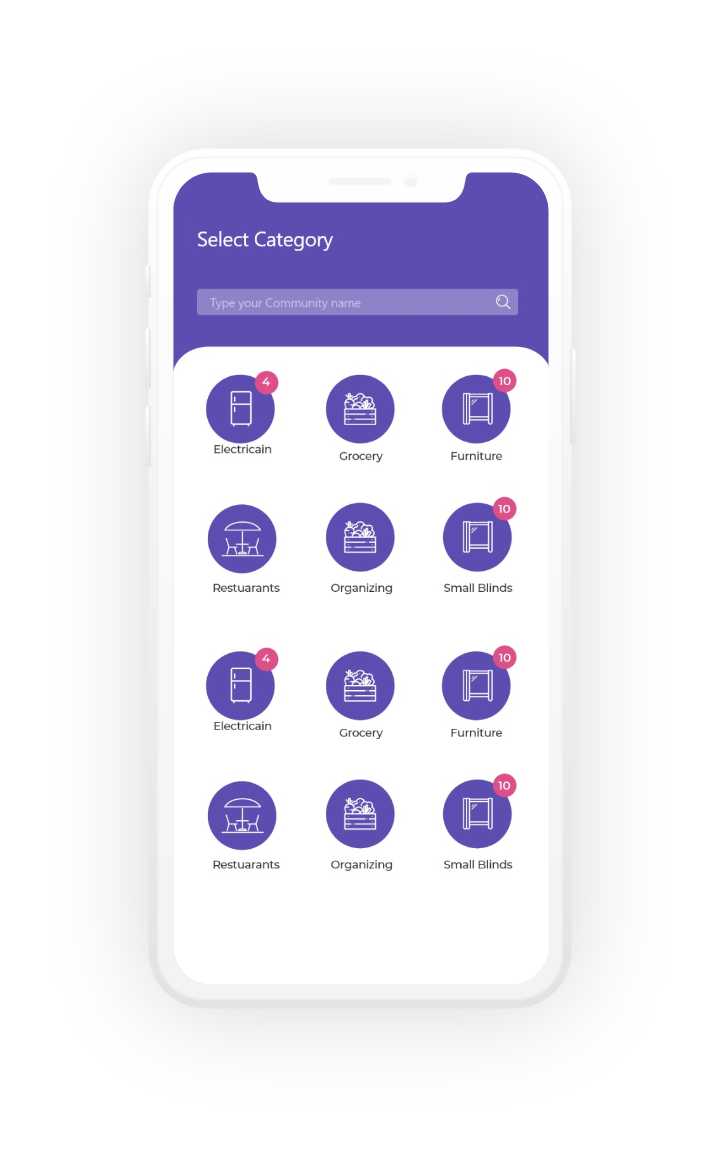 Select Category
Type your Community name
4
10
Electricain
Grocery
Furniture
10
Restuarants
Organizing
Small Blinds
4
10
Electricain
Grocery
Furniture
10
Restuarants
Organizing
Small Blinds